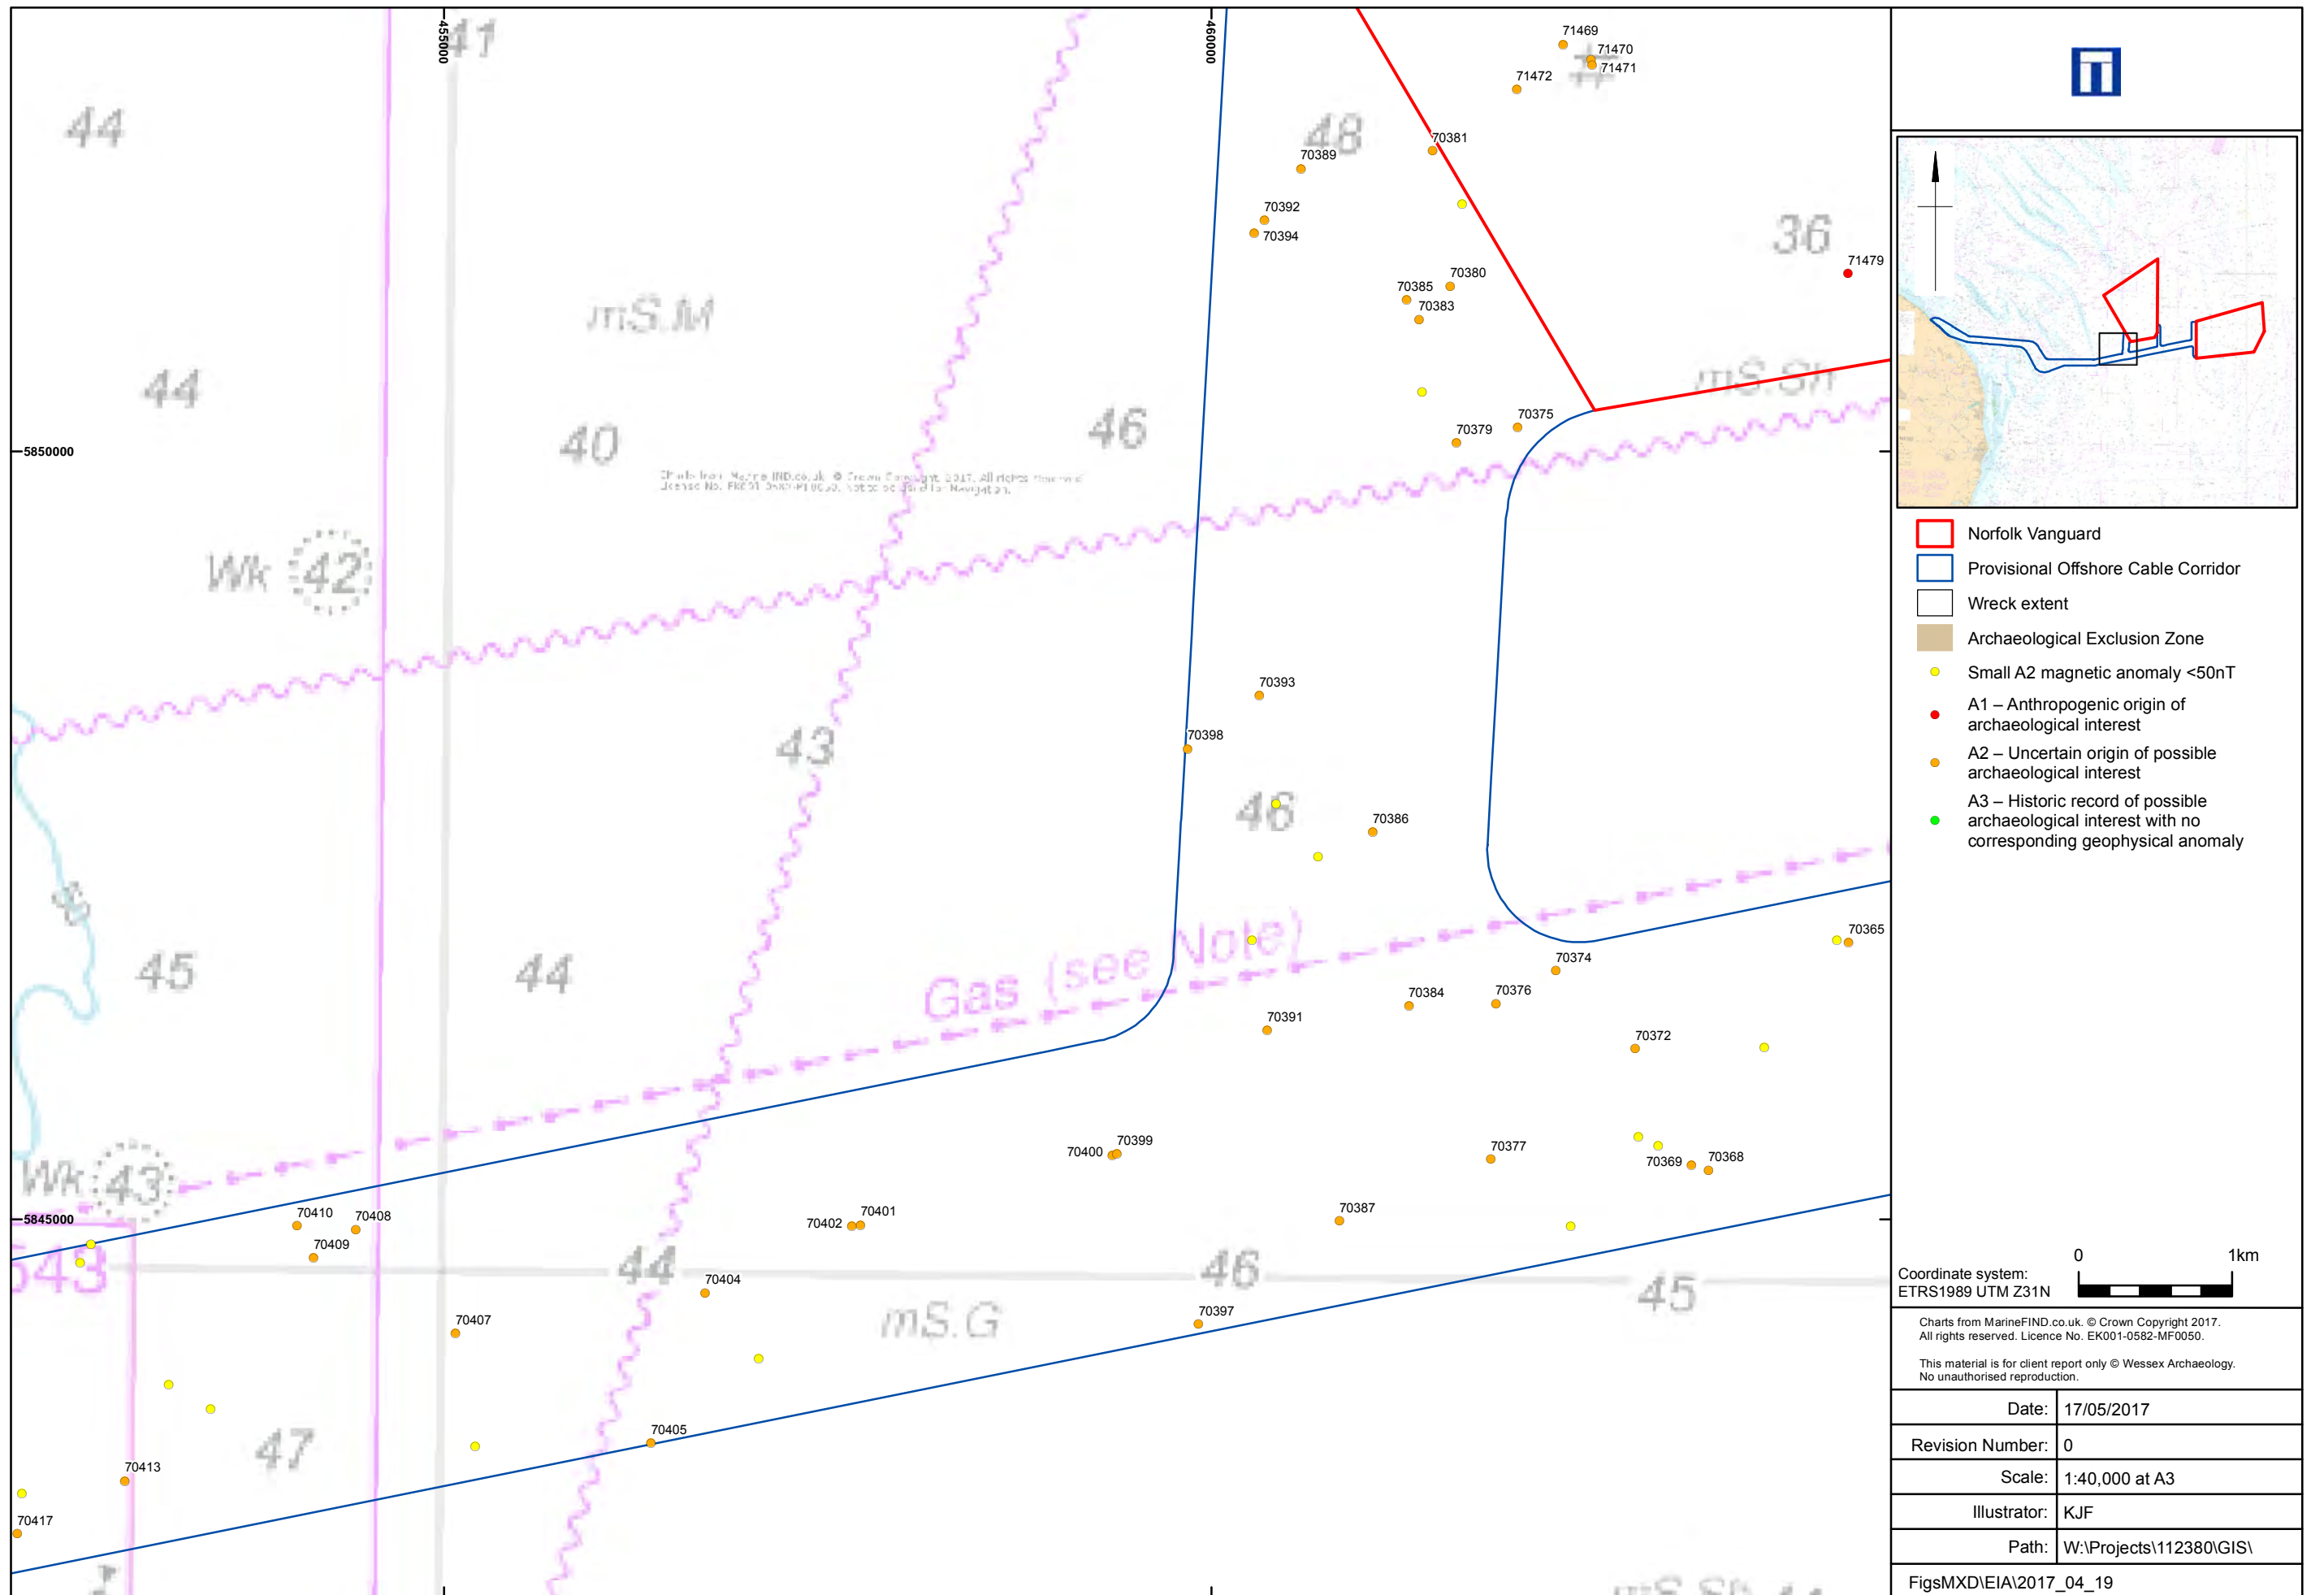 455000
460000
41
71469
71470
71471
71472
44
48
70381
70389
70392
70394
36
71479
70380
70385
70383
mS.M
mS.Sh
44
40
46
70375
70379
5850000
Wk 42
70393
70398
43
46
70386
45
44
Gas (see Note)
70365
70374
70384
70376
70391
70372
Wk 43
70399
70400
70377
70369
70368
70410
70408
70402
70401
70387
5845000
70409
543
44
46
45
70404
mS.G
70407
70397
47
70405
70413
70417
Norfolk Vanguard
Provisional Offshore Cable Corridor
Wreck extent
Archaeological Exclusion Zone
Small A2 magnetic anomaly <50nT
A1 – Anthropogenic origin of
archaeological interest
A2 – Uncertain origin of possible
archaeological interest
A3 – Historic record of possible
archaeological interest with no
corresponding geophysical anomaly
0 1km
Coordinate system:
ETRS1989 UTM Z31N
Charts from MarineFIND.co.uk. © Crown Copyright 2017.
All rights reserved. Licence No. EK001-0582-MF0050.
This material is for client report only © Wessex Archaeology.
No unauthorised reproduction.
Date: 17/05/2017
Revision Number: 0
Scale: 1:40,000 at A3
Illustrator: KJF
Path: W:\Projects\112380\GIS\
FigsMXD\EIA\2017_04_19